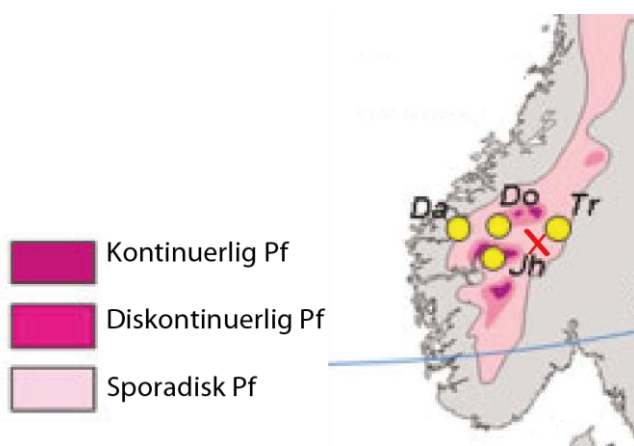 Kontinuerlig Pf
Diskontinuerlig Pf
Sporadisk Pf
Da
Do
Tr
Jh